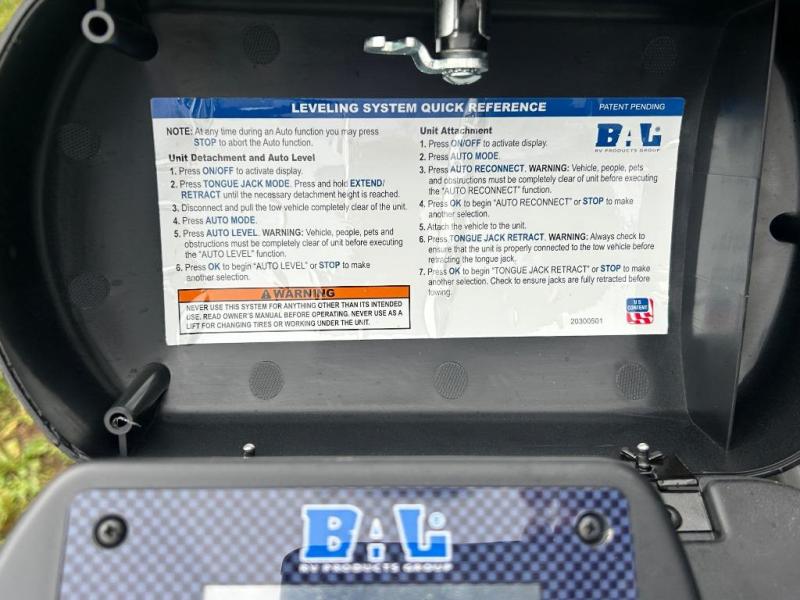 LEVELING SYSTEM QUICK REFERENCE
PATENT PENDING
NOTE: At any time during an Auto function you may press
STOP to abort the Auto function.
Unit Detachment and Auto Level
1. Press ON/OFF to activate display.
2. Press TONGUE JACK MODE. Press and hold EXTEND/
RETRACT until the necessary detachment height is reached.
3. Disconnect and pull the tow vehicle completely clear of the unit.
4. Press AUTO MODE.
5. Press AUTO LEVEL. WARNING: Vehicle, people, pets and
obstructions must be completely clear of unit before executing
the "AUTO LEVEL" function.
6. Press OK to begin "AUTO LEVEL" or STOP to make
another selection.
WARNING
NEVER USE THIS SYSTEM FOR ANYTHING OTHER THAN ITS INTENDED
USE. READ OWNER'S MANUAL BEFORE OPERATING. NEVER USE AS A
LIFT FOR CHANGING TIRES OR WORKING UNDER THE UNIT.
Unit Attachment
1. Press ON/OFF to activate display.
2. Press AUTO MODE.
3. Press AUTO RECONNECT. WARNING: Vehicle, people, pets
and obstructions must be completely clear of unit before executing
the "AUTO RECONNECT" function.
4. Press OK to begin "AUTO RECONNECT" or STOP to make
another selection.
5. Attach the vehicle to the unit.
6. Press TONGUE JACK RETRACT. WARNING: Always check to
ensure that the unit is properly connected to the tow vehicle before
retracting the tongue jack.
7. Press OK to begin "TONGUE JACK RETRACT" or STOP to make
another selection. Check to ensure jacks are fully retracted before
towing.
BAL
RV PRODUCTS GROUP
US
CONTENT
20300501
BAL®
RV PRODUCTS GROUP